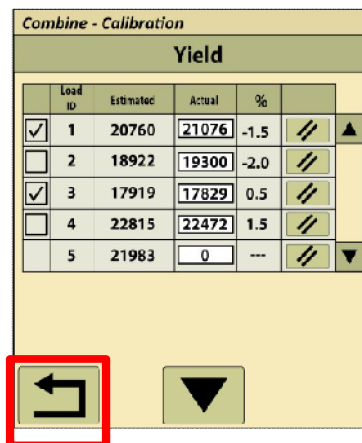 Combine - Calibration
Yield
Load ID Estimated Actual %
1 20760 21076 -1.5
2 18922 19300 -2.0
3 17919 17829 0.5
4 22815 22472 1.5
5 21983 0 ---